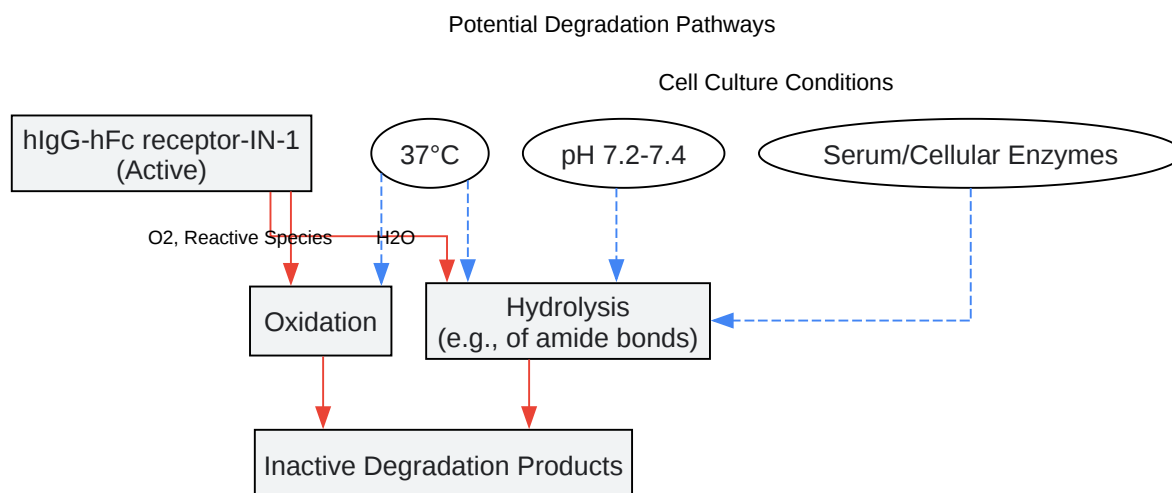 Potential Degradation Pathways
Cell Culture Conditions
hIgG-hFc receptor-IN-1
(Active)
37°C
pH 7.2-7.4
Serum/Cellular Enzymes
O2, Reactive Species
H2O
Oxidation
Hydrolysis
(e.g., of amide bonds)
Inactive Degradation Products